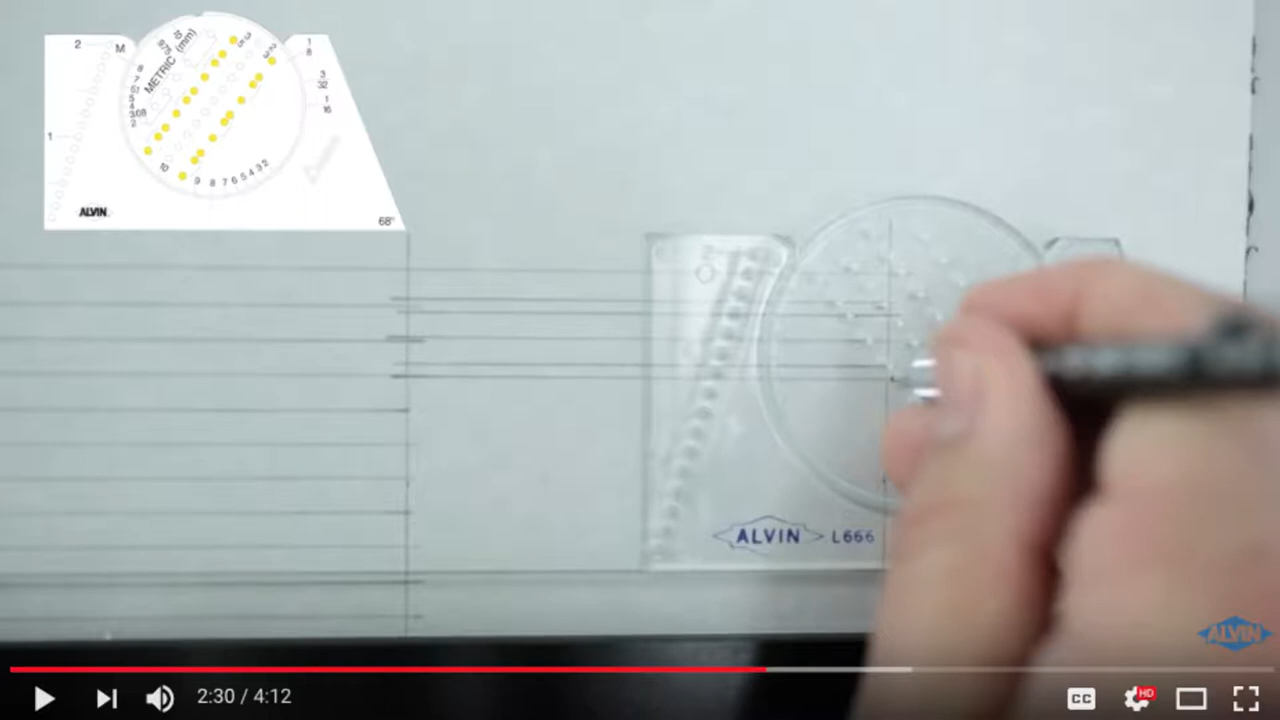 2
M
METRIC (mm)
1
8
3
32
1
16
1
10 9 8 7 6 5 4 3 2
ALVIN
68°
ALVIN L666
ALVIN
2:30 / 4:12
CC
HD